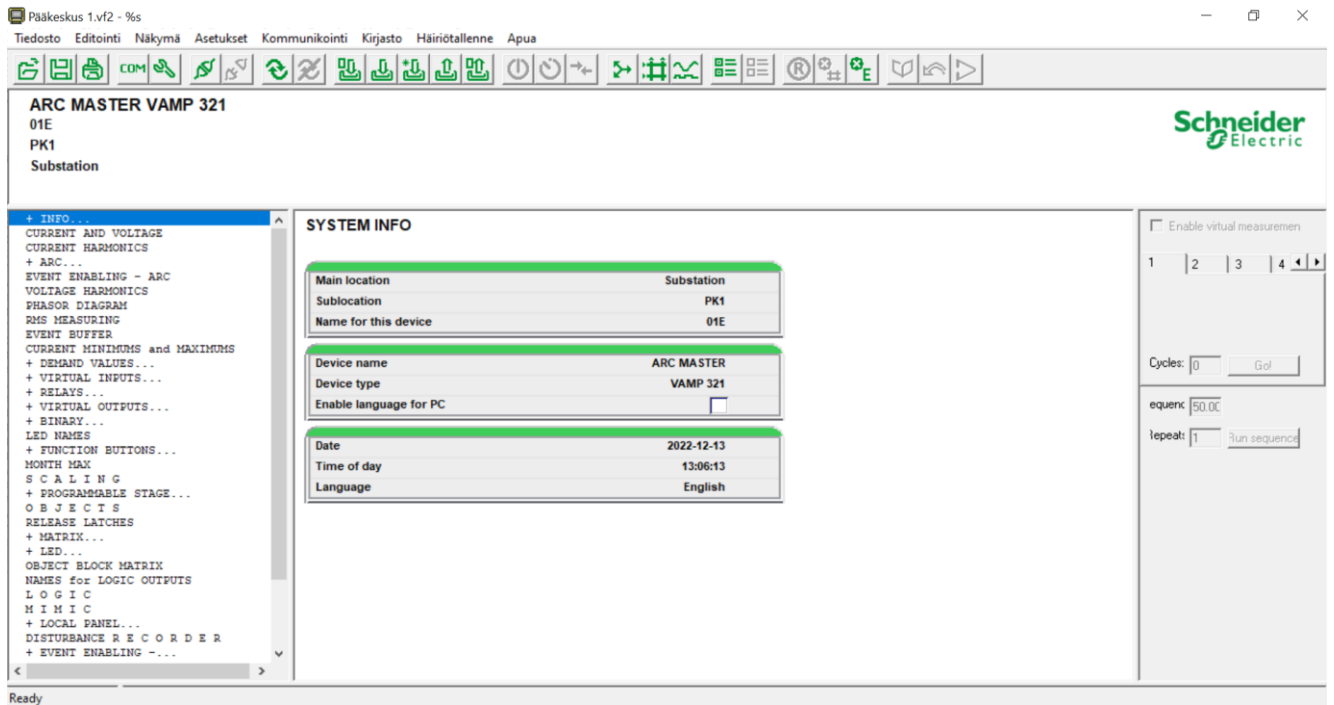 Pääkeskus 1.vf2 - %s
Tiedosto Editointi Näkymä Asetukset Kommunikointi Kirjasto Häiriötallenne Apua
COM
R
E
ARC MASTER VAMP 321
01E
PK1
Substation
Schneider
Electric
+ INFO...
CURRENT AND VOLTAGE
CURRENT HARMONICS
+ ARC...
EVENT ENABLING - ARC
VOLTAGE HARMONICS
PHASOR DIAGRAM
RMS MEASURING
EVENT BUFFER
CURRENT MINIMUMS and MAXIMUMS
+ DEMAND VALUES...
+ VIRTUAL INPUTS...
+ RELAYS...
+ VIRTUAL OUTPUTS...
+ BINARY...
LED NAMES
+ FUNCTION BUTTONS...
MONTH MAX
S C A L I N G
+ PROGRAMMABLE STAGE...
O B J E C T S
RELEASE LATCHES
+ MATRIX...
+ LED...
OBJECT BLOCK MATRIX
NAMES for LOGIC OUTPUTS
L O G I C
M I M I C
+ LOCAL PANEL...
DISTURBANCE R E C O R D E R
+ EVENT ENABLING -...
SYSTEM INFO
Main location Substation
Sublocation PK1
Name for this device 01E
Device name ARC MASTER
Device type VAMP 321
Enable language for PC
Date 2022-12-13
Time of day 13:06:13
Language English
Enable virtual measuremen
1 2 3 4
Cycles: 0 Go!
equenc 50.00
Repeat: 1 Run sequence
Ready